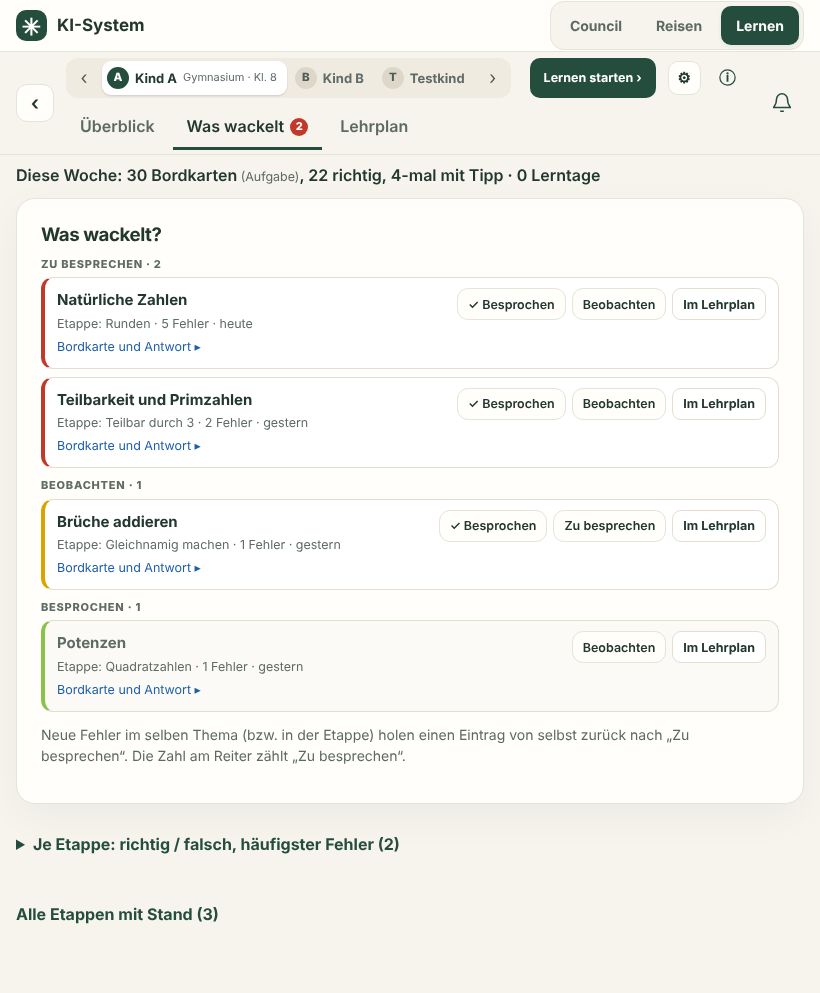 KI-System
Council Reisen Lernen
‹ A Kind A Gymnasium · Kl. 8 B Kind B T Testkind › Lernen starten ›
‹
Überblick Was wackelt 2 Lehrplan
Diese Woche: 30 Bordkarten (Aufgabe), 22 richtig, 4-mal mit Tipp · 0 Lerntage
Was wackelt?
ZU BESPRECHEN · 2
Natürliche Zahlen ✓ Besprochen Beobachten Im Lehrplan
Etappe: Runden · 5 Fehler · heute
Bordkarte und Antwort ▸
Teilbarkeit und Primzahlen ✓ Besprochen Beobachten Im Lehrplan
Etappe: Teilbar durch 3 · 2 Fehler · gestern
Bordkarte und Antwort ▸
BEOBACHTEN · 1
Brüche addieren ✓ Besprochen Zu besprechen Im Lehrplan
Etappe: Gleichnamig machen · 1 Fehler · gestern
Bordkarte und Antwort ▸
BESPROCHEN · 1
Potenzen Beobachten Im Lehrplan
Etappe: Quadratzahlen · 1 Fehler · gestern
Bordkarte und Antwort ▸
Neue Fehler im selben Thema (bzw. in der Etappe) holen einen Eintrag von selbst zurück nach „Zu
besprechen“. Die Zahl am Reiter zählt „Zu besprechen“.
▶ Je Etappe: richtig / falsch, häufigster Fehler (2)
Alle Etappen mit Stand (3)